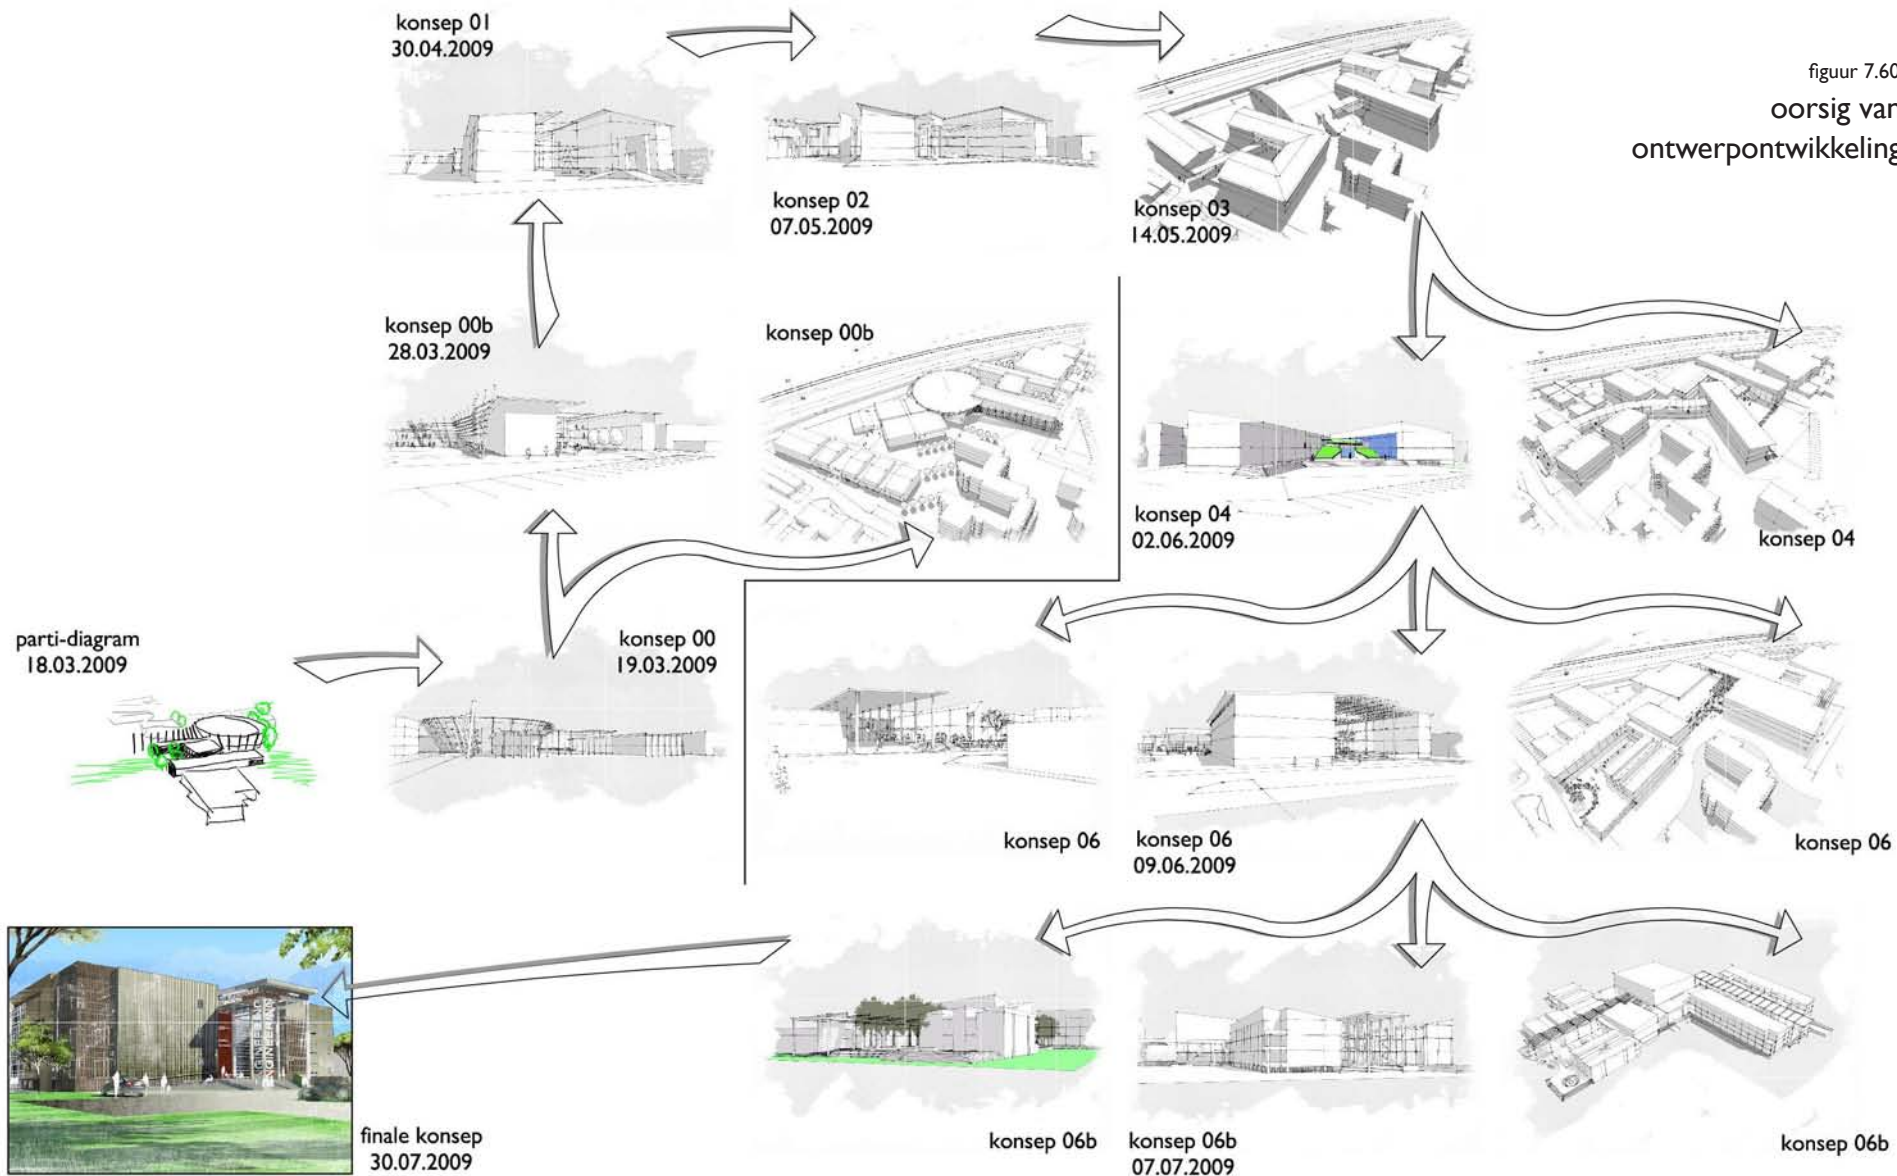 konsep 01
30.04.2009
konsep 02
07.05.2009
konsep 03
14.05.2009
figuur 7.60
oorsig van
ontwerpontwikkeling
konsep 00b
28.03.2009
konsep 00b
konsep 04
02.06.2009
konsep 04
parti-diagram
18.03.2009
konsep 00
19.03.2009
konsep 06
konsep 06
09.06.2009
konsep 06
finale konsep
30.07.2009
konsep 06b
konsep 06b
07.07.2009
konsep 06b